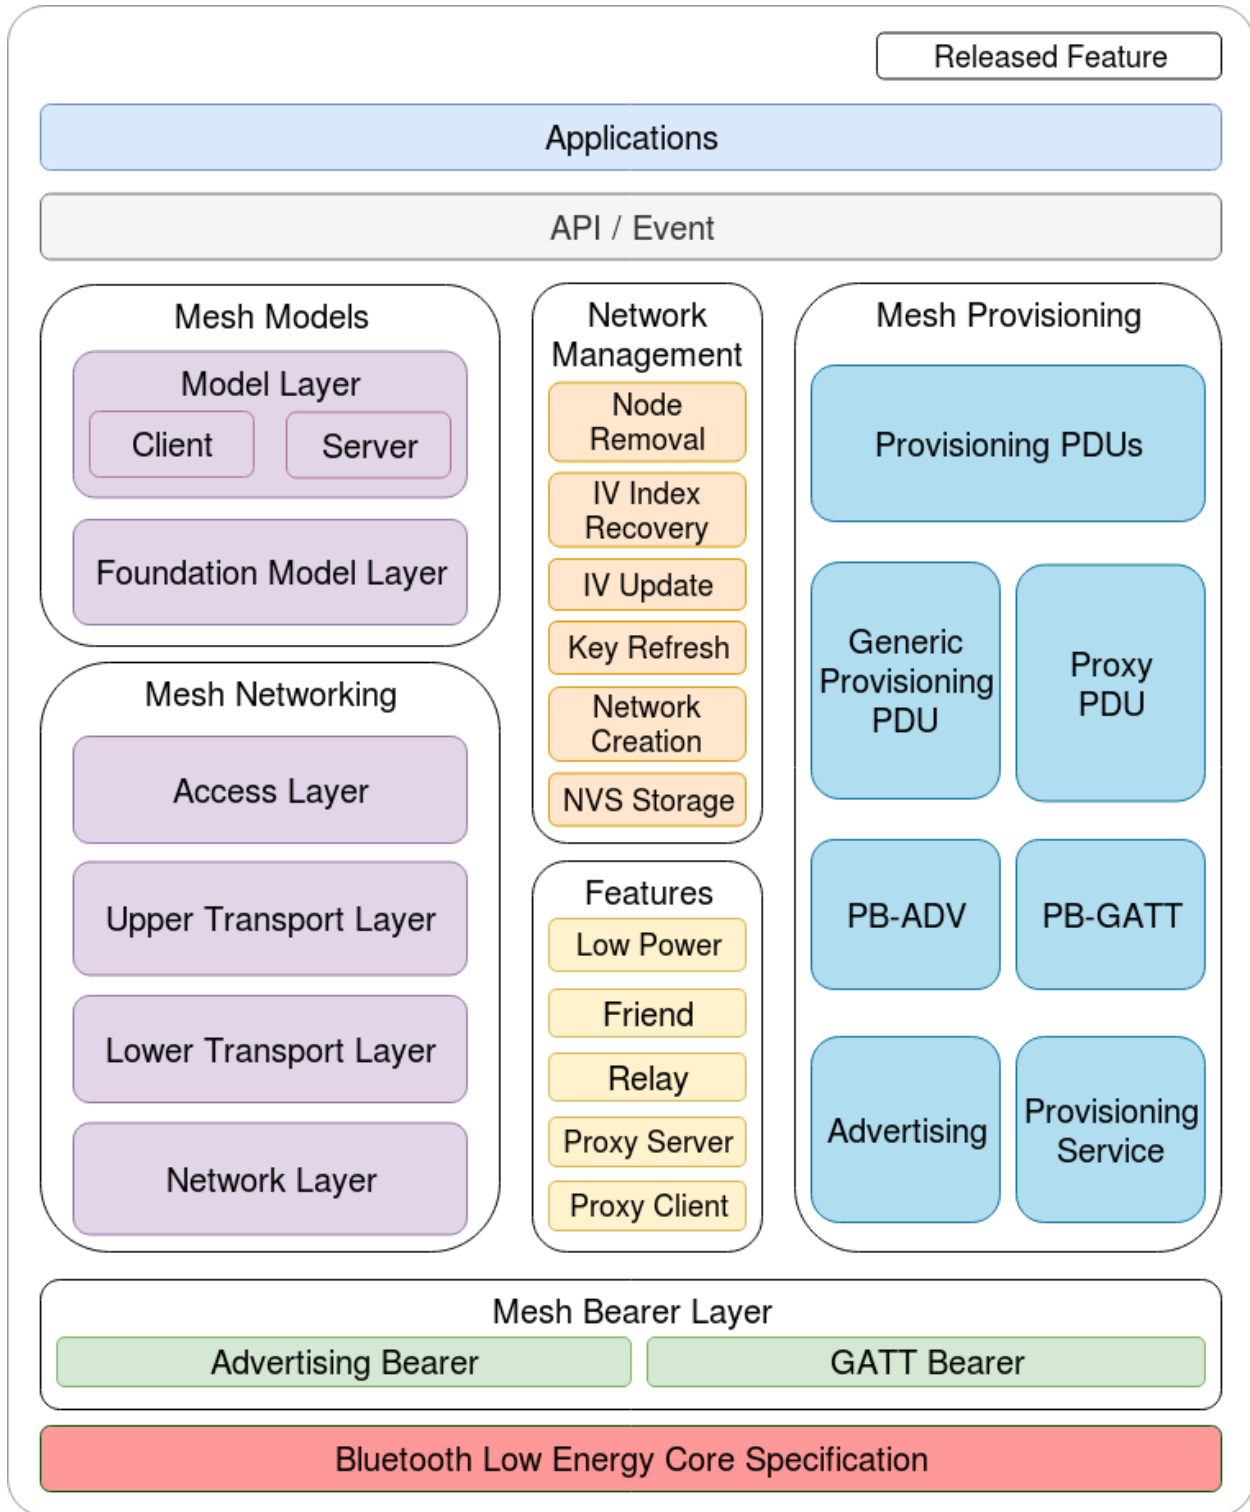 Released Feature
Applications
API / Event
Mesh Models
Model Layer
Client
Server
Foundation Model Layer
Mesh Networking
Access Layer
Upper Transport Layer
Lower Transport Layer
Network Layer
Network
Management
Node
Removal
IV Index
Recovery
IV Update
Key Refresh
Network
Creation
NVS Storage
Features
Low Power
Friend
Relay
Proxy Server
Proxy Client
Mesh Provisioning
Provisioning PDUs
Generic
Provisioning
PDU
Proxy
PDU
PB-ADV
PB-GATT
Advertising
Provisioning
Service
Mesh Bearer Layer
Advertising Bearer
GATT Bearer
Bluetooth Low Energy Core Specification